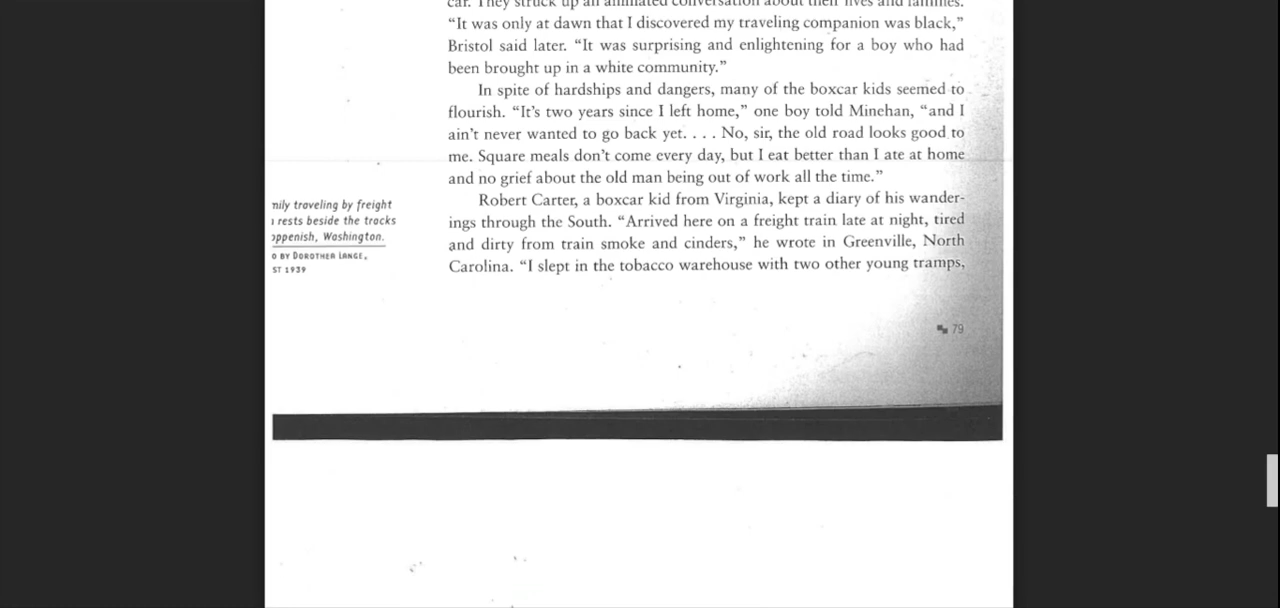 car. They struck up an animated conversation about their lives and families.
“It was only at dawn that I discovered my traveling companion was black,”
Bristol said later. “It was surprising and enlightening for a boy who had
been brought up in a white community.”
In spite of hardships and dangers, many of the boxcar kids seemed to
flourish. “It’s two years since I left home,” one boy told Minehan, “and I
ain’t never wanted to go back yet. . . . No, sir, the old road looks good to
me. Square meals don’t come every day, but I eat better than I ate at home
and no grief about the old man being out of work all the time.”
Robert Carter, a boxcar kid from Virginia, kept a diary of his wander-
ings through the South. “Arrived here on a freight train late at night, tired
and dirty from train smoke and cinders,” he wrote in Greenville, North
Carolina. “I slept in the tobacco warehouse with two other young tramps,
mily traveling by freight
rests beside the tracks
oppenish, Washington.
O BY DOROTHEA LANGE,
ST 1939
79